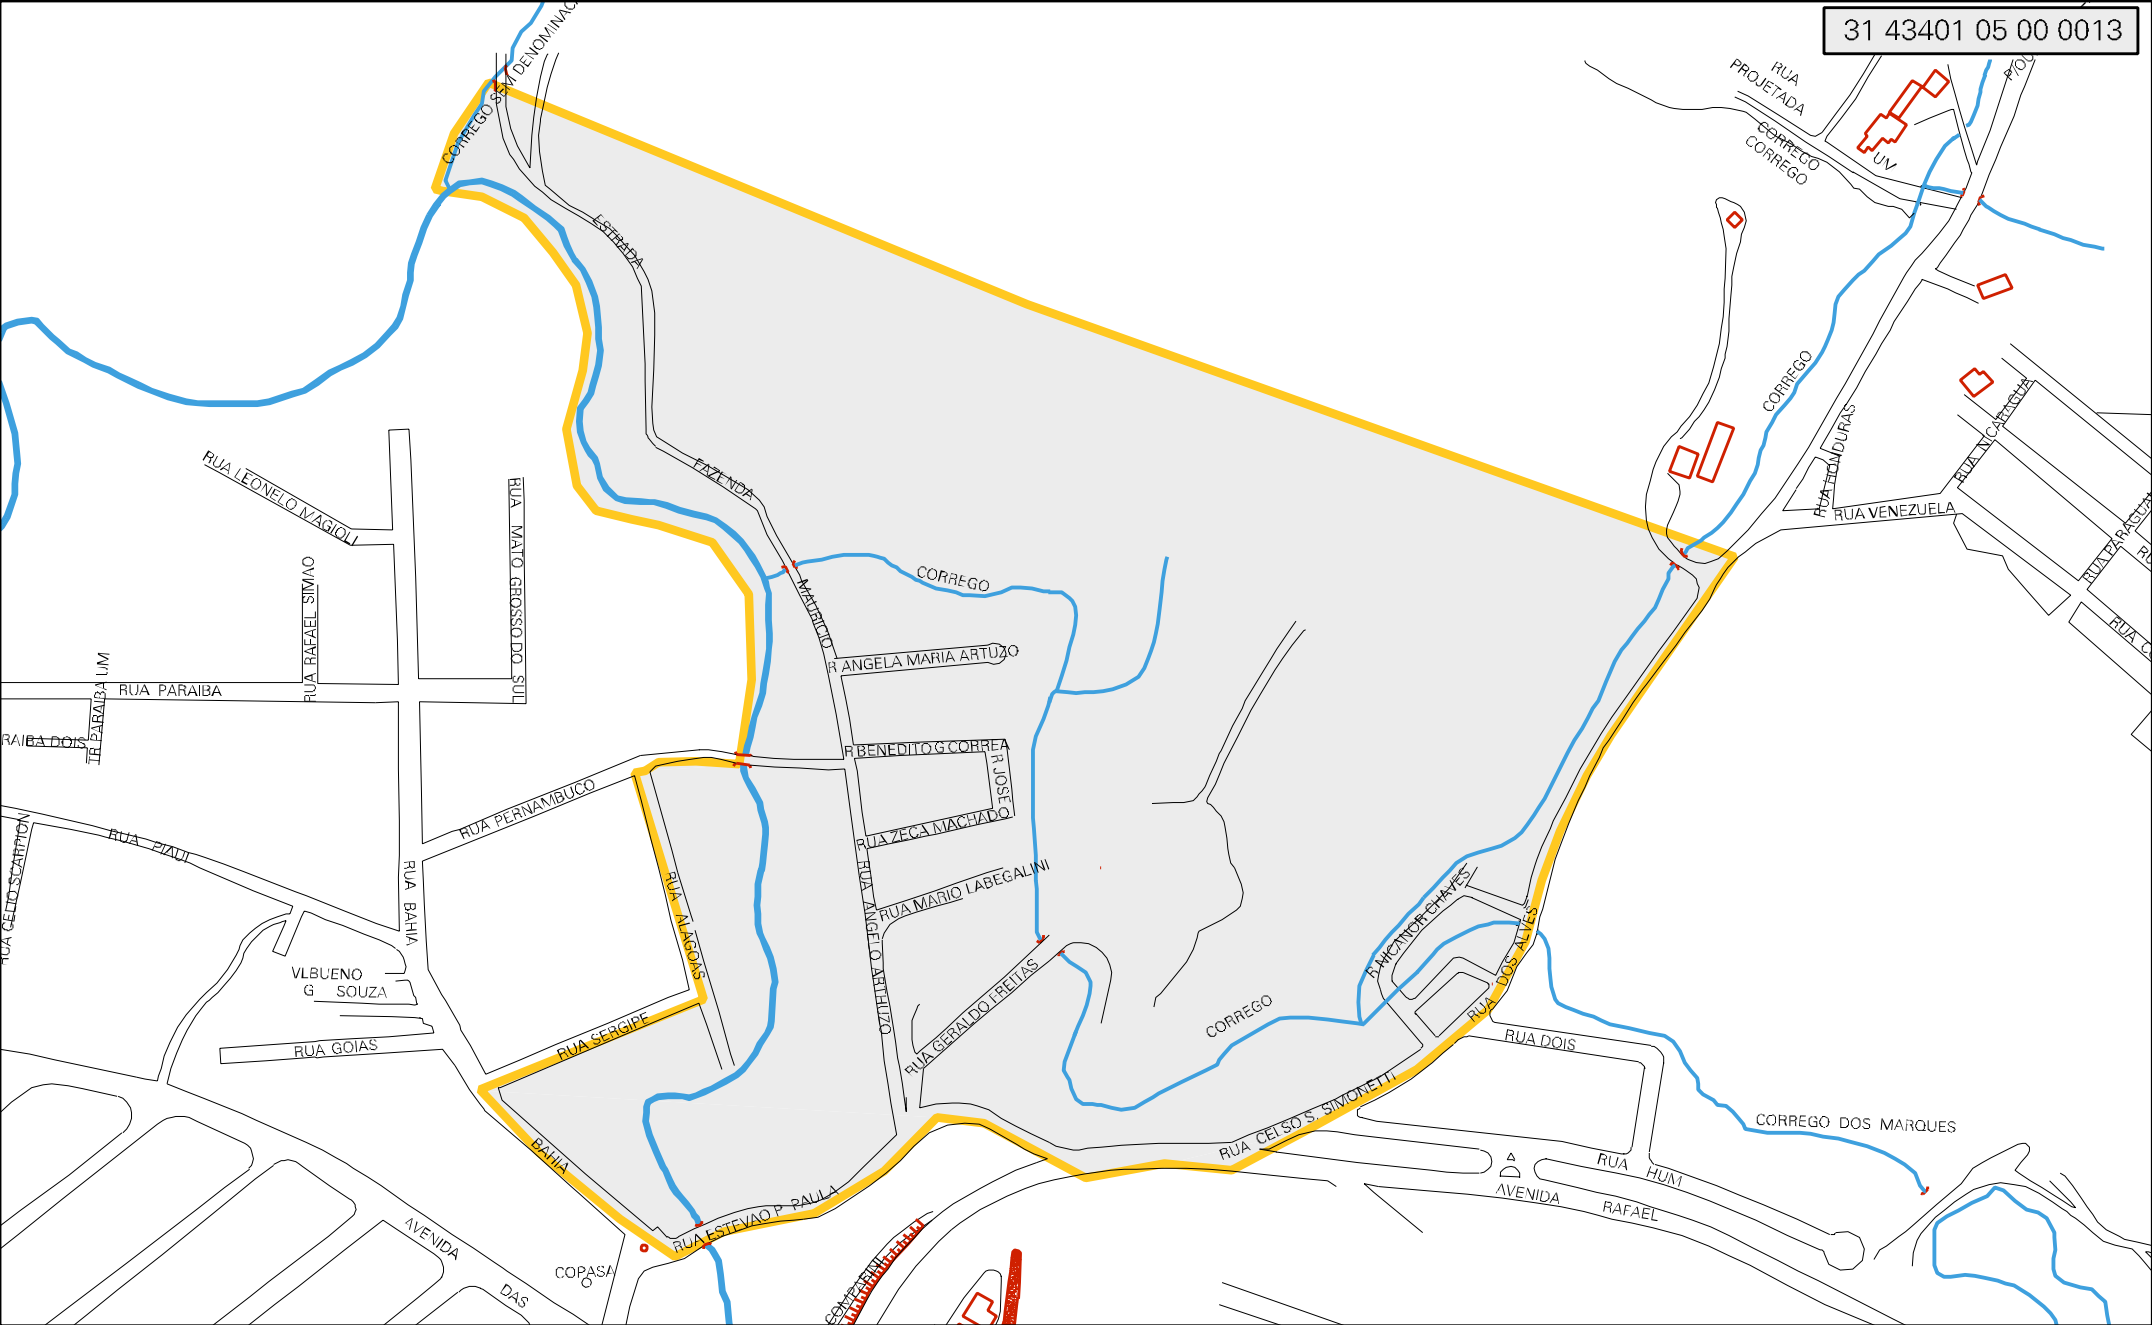 31 43401 05 00 0013
CORREGO SEM DENOMINAC
RUA
PROJETADA
P/OU
CORREGO
CORREGO
UV
ESTRADA
CORREGO
RUA HONDURAS
RUA NICARAGUA
RUA VENEZUELA
RUA PARAGUAI
RU
RUA C
FAZENDA
RUA LEONELO MAGIOLI
RUA MATO GROSSO DO SUL
RUA RAFAEL SIMAO
CORREGO
MAURICIO
R ANGELA MARIA ARTUZO
RUA PARAIBA
TR PARAIBA UM
RAIBA DOIS
R BENEDITO G CORREA
R JOSE
RUA PERNAMBUCO
RUA ZECA MACHADO
RUA PIAUI
RUA CELIO SCARPION
RUA BAHIA
RUA ALAGOAS
RUA ANGELO ARTHUZO
RUA MARIO LABEGALINI
R NICANOR CHAVES
RUA DOS ALVES
VLBUENO
G SOUZA
RUA GERALDO FREITAS
CORREGO
RUA SERGIPE
RUA GOIAS
RUA DOIS
CORREGO DOS MARQUES
RUA CELSO S. SIMONETTI
BAHIA
RUA HUM
AVENIDA
RAFAEL
RUA ESTEVAO P PAULA
AVENIDA
DAS
COPASA
COMPARINI